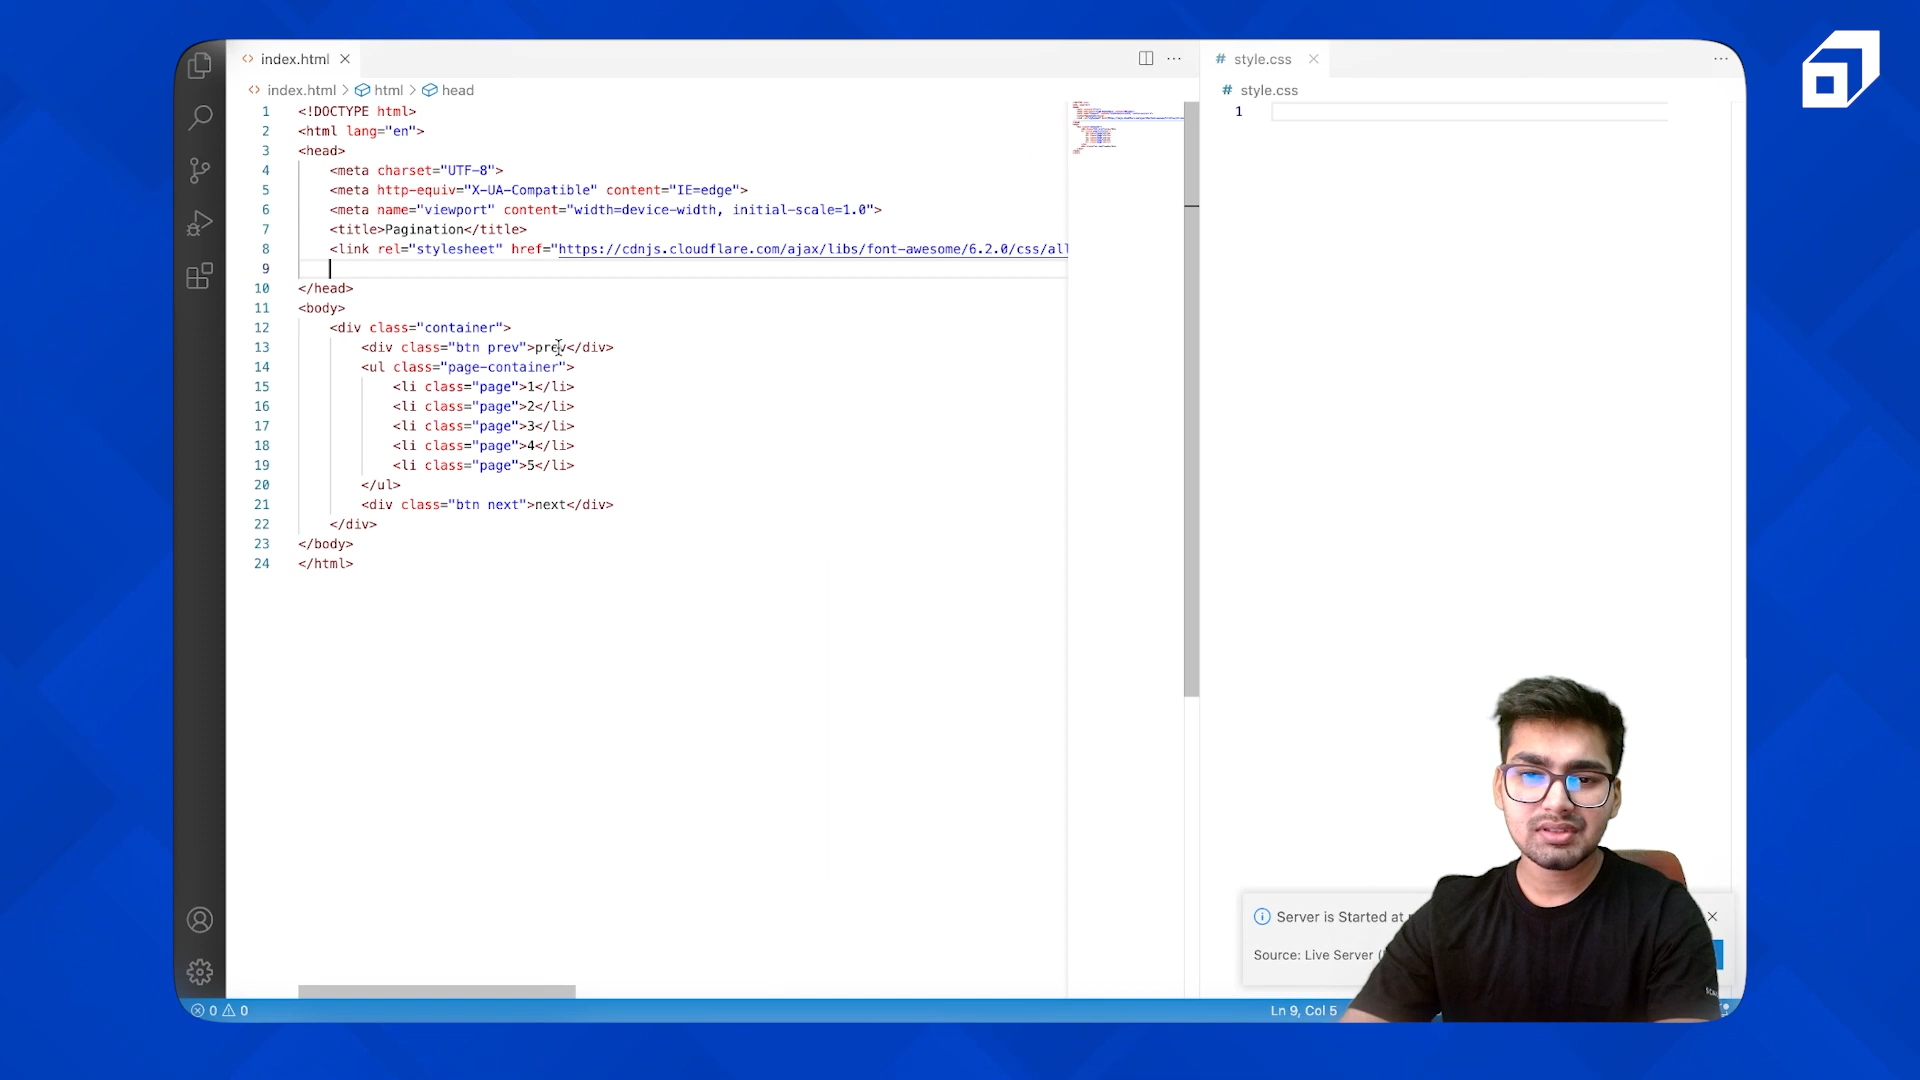 index.html
index.html > html > head
1 <!DOCTYPE html>
2 <html lang="en">
3 <head>
4 <meta charset="UTF-8">
5 <meta http-equiv="X-UA-Compatible" content="IE=edge">
6 <meta name="viewport" content="width=device-width, initial-scale=1.0">
7 <title>Pagination</title>
8 <link rel="stylesheet" href="https://cdnjs.cloudflare.com/ajax/libs/font-awesome/6.2.0/css/all
9
10 </head>
11 <body>
12 <div class="container">
13 <div class="btn prev">prev</div>
14 <ul class="page-container">
15 <li class="page">1</li>
16 <li class="page">2</li>
17 <li class="page">3</li>
18 <li class="page">4</li>
19 <li class="page">5</li>
20 </ul>
21 <div class="btn next">next</div>
22 </div>
23 </body>
24 </html>
# style.css
# style.css
1
Server is Started at
Source: Live Server (
0 0
Ln 9, Col 5